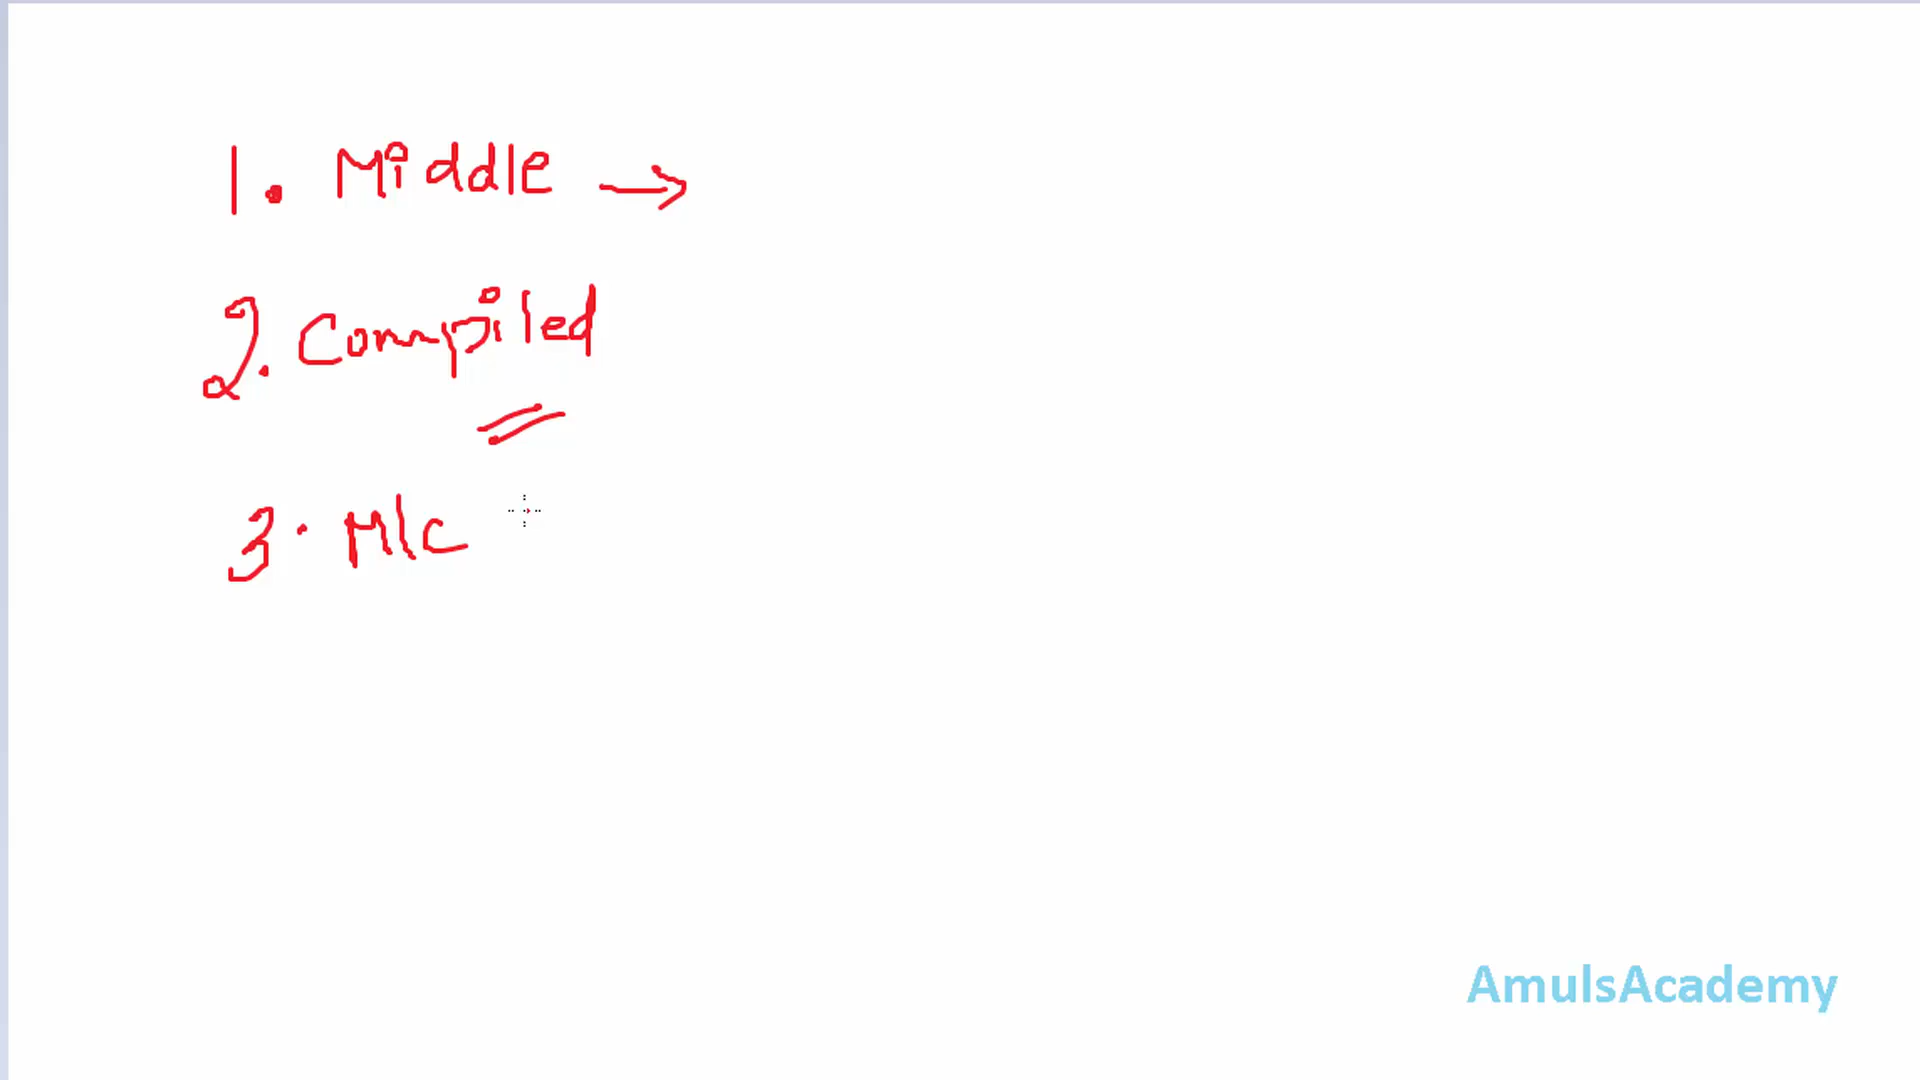 1. Middle →
2. Compiled
3. M/c
AmulsAcademy